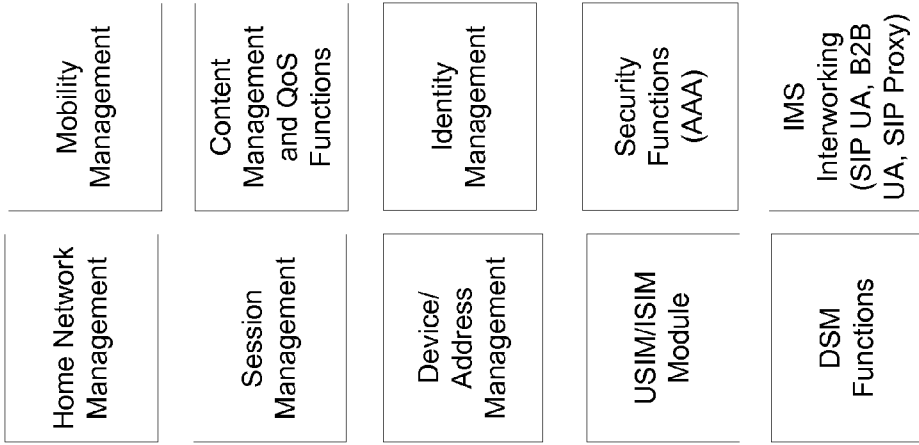 Home Network
Management
Mobility
Management
Session
Management
Content
Management
and QoS
Functions
Device/
Address
Management
Identity
Management
USIM/ISIM
Module
Security
Functions
(AAA)
DSM
Functions
IMS
Interworking
(SIP UA, B2B
UA, SIP Proxy)